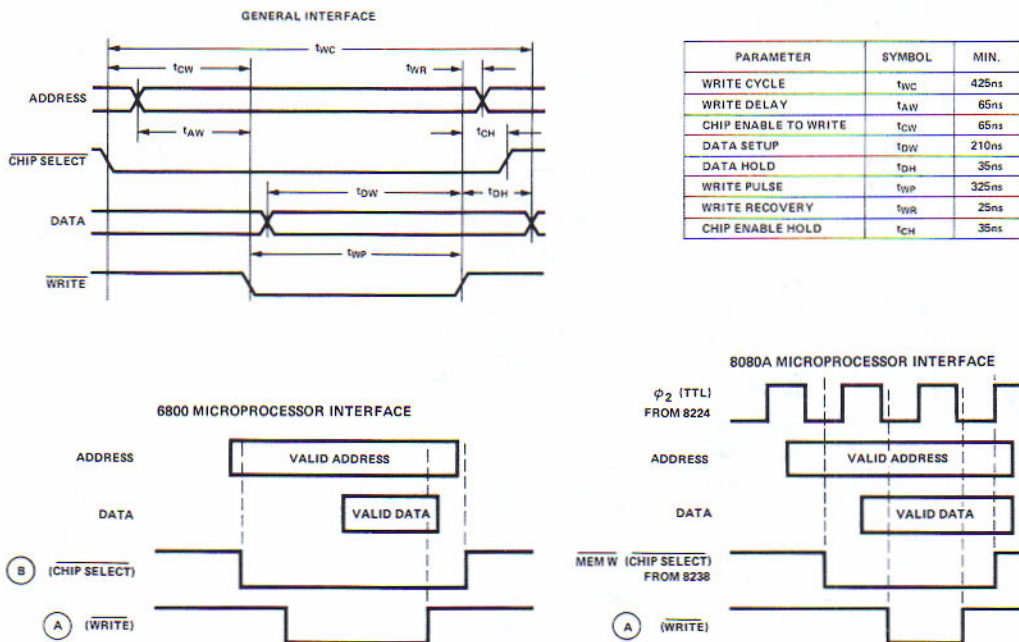 GENERAL INTERFACE
tWC
tCW
tWR
ADDRESS
tAW
tCH
CHIP SELECT
tDW
tDH
DATA
tWP
WRITE
PARAMETER SYMBOL MIN.
WRITE CYCLE tWC 425ns
WRITE DELAY tAW 65ns
CHIP ENABLE TO WRITE tCW 65ns
DATA SETUP tDW 210ns
DATA HOLD tDH 35ns
WRITE PULSE tWP 325ns
WRITE RECOVERY tWR 25ns
CHIP ENABLE HOLD tCH 35ns
6800 MICROPROCESSOR INTERFACE
ADDRESS
VALID ADDRESS
DATA
VALID DATA
B (CHIP SELECT)
A (WRITE)
8080A MICROPROCESSOR INTERFACE
ϕ2 (TTL)
FROM 8224
ADDRESS
VALID ADDRESS
DATA
VALID DATA
MEM W (CHIP SELECT)
FROM 8238
A (WRITE)